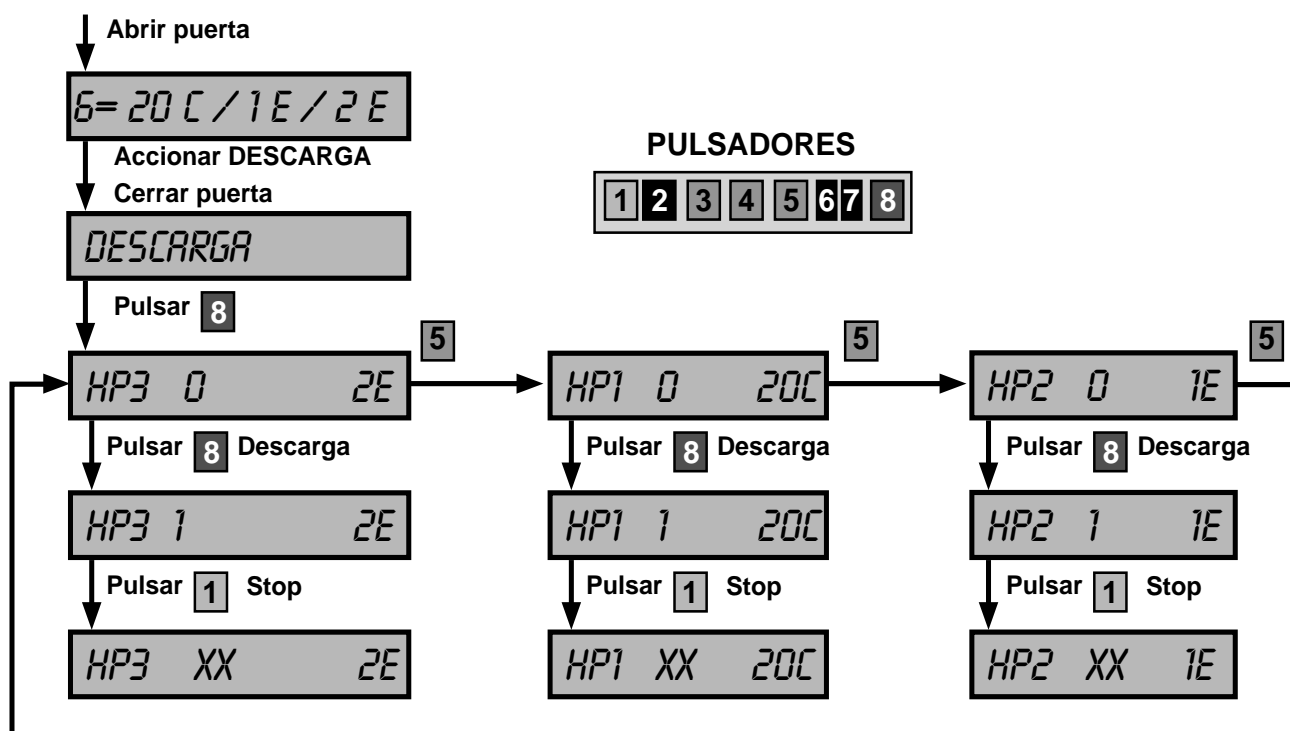 Abrir puerta
6= 20 C / 1 E / 2 E
Accionar DESCARGA
Cerrar puerta
DESCARGA
Pulsar 8
PULSADORES
1 2 3 4 5 6 7 8
5
5
5
HP3 0 2E
HP1 0 20C
HP2 0 1E
Pulsar 8 Descarga
Pulsar 8 Descarga
Pulsar 8 Descarga
HP3 1 2E
HP1 1 20C
HP2 1 1E
Pulsar 1 Stop
Pulsar 1 Stop
Pulsar 1 Stop
HP3 XX 2E
HP1 XX 20C
HP2 XX 1E